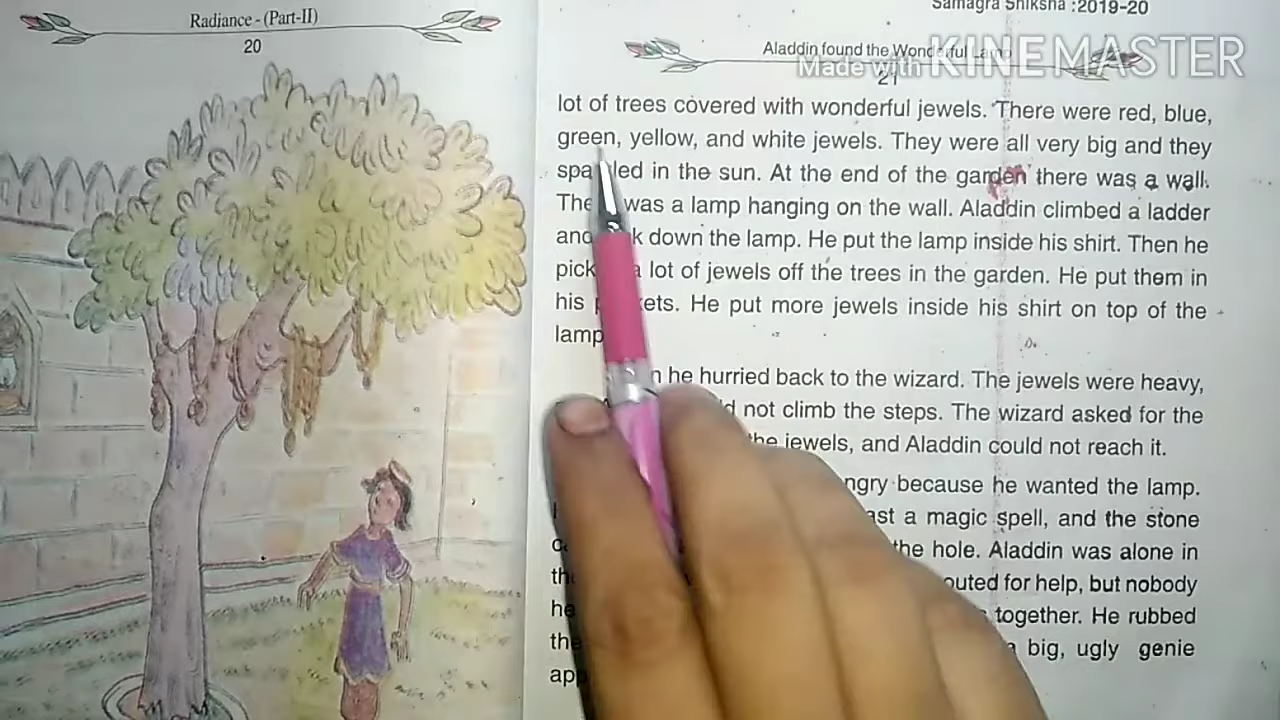 Radiance - (Part-II)
20
Samagra Shiksha :2019-20
Aladdin found the Wonderful Lamp
21
Made with KINEMASTER
lot of trees covered with wonderful jewels. There were red, blue,
green, yellow, and white jewels. They were all very big and they
led in the sun. At the end of the garden there was a wall.
was a lamp hanging on the wall. Aladdin climbed a ladder
and down the lamp. He put the lamp inside his shirt. Then he
a lot of jewels off the trees in the garden. He put them in
his He put more jewels inside his shirt on top of the
lamp
he hurried back to the wizard. The jewels were heavy,
not climb the steps. The wizard asked for the
the jewels, and Aladdin could not reach it.
because he wanted the lamp.
a magic spell, and the stone
the hole. Aladdin was alone in
for help, but nobody
together. He rubbed
big, ugly genie